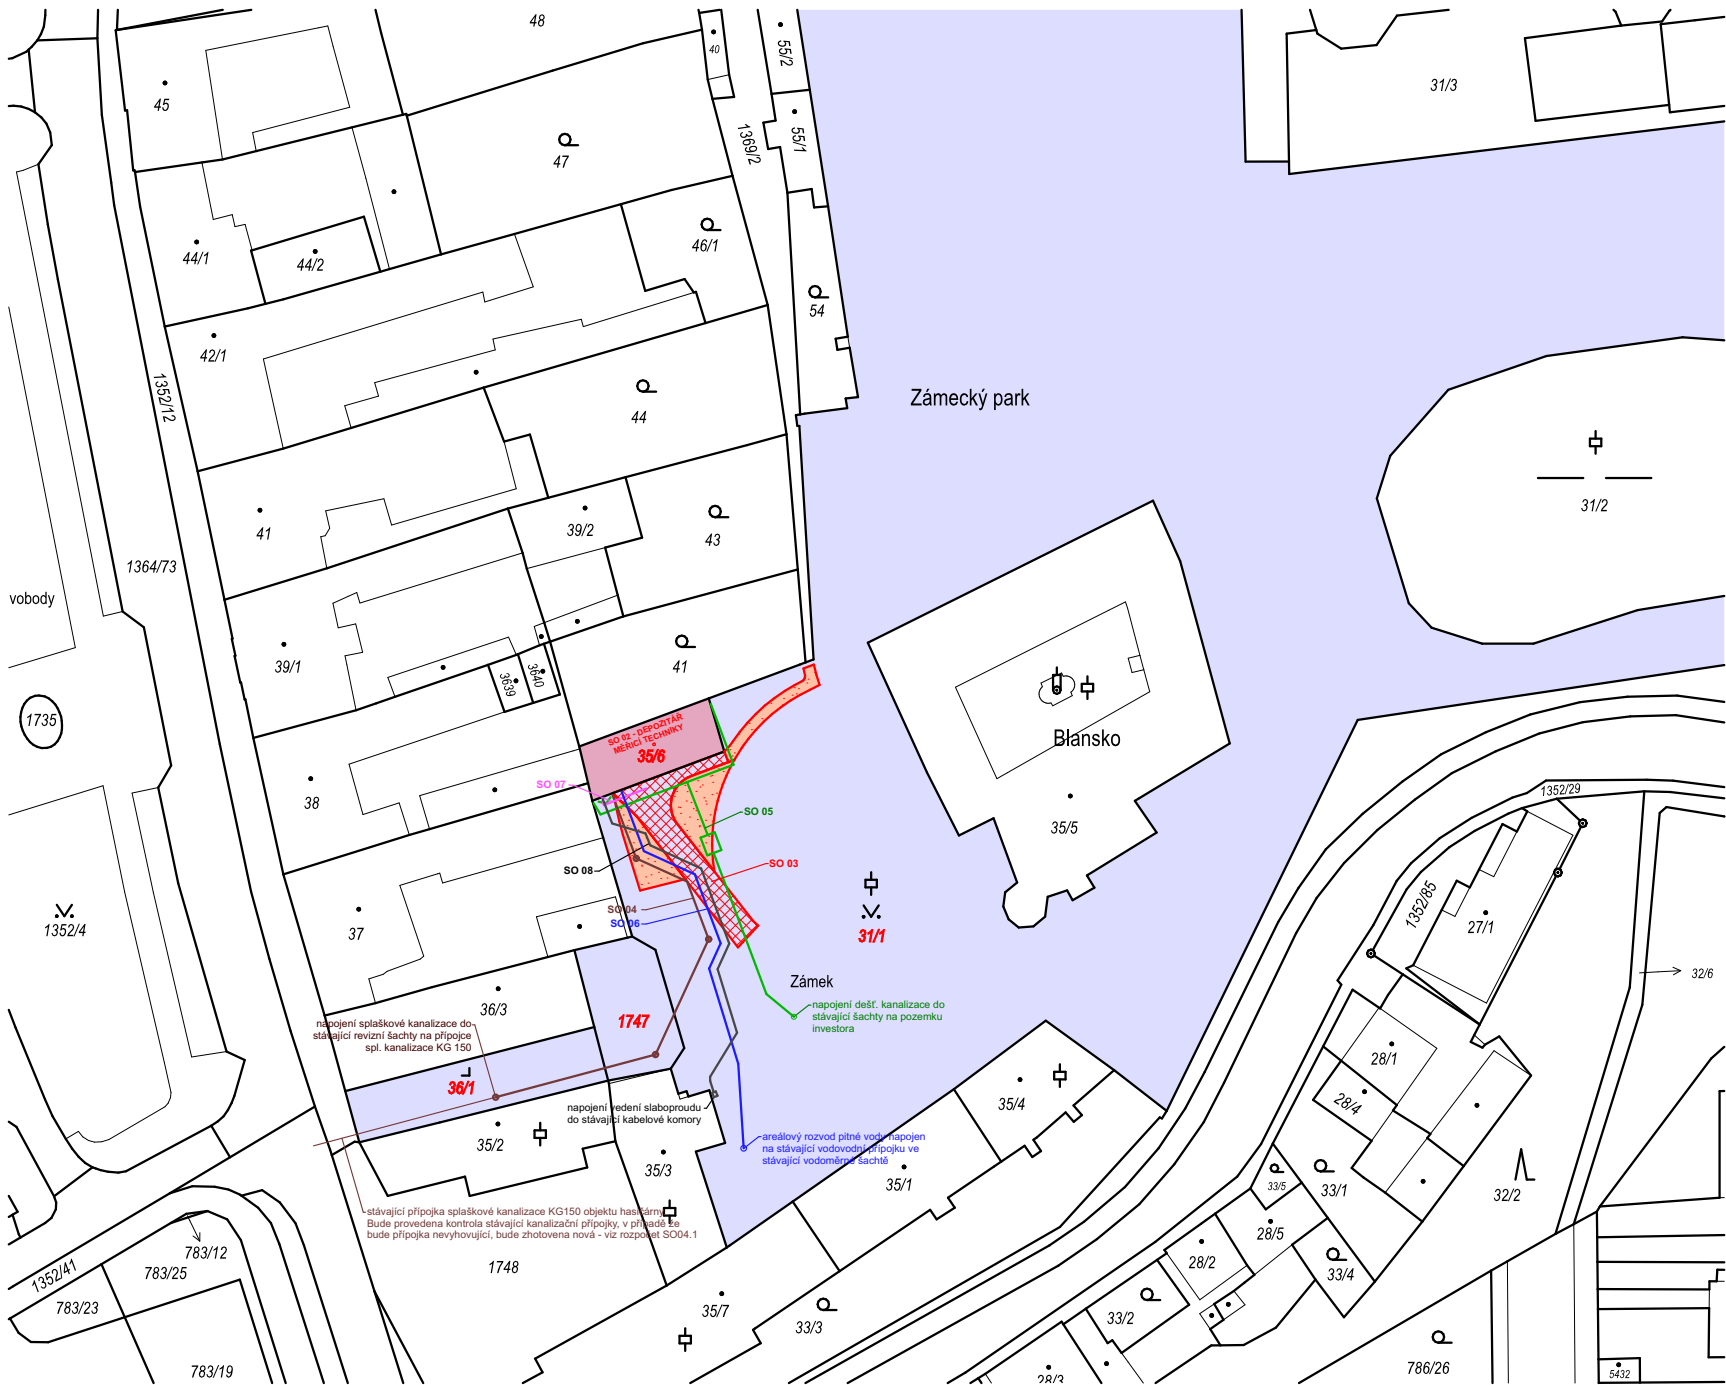 48
40
55/2
31/3
45
47
1369/2
55/1
46/1
44/1
44/2
54
42/1
1352/12
44
Zámecký park
31/2
41
39/2
43
1364/73
vobody
39/1
3639
3640
41
1735
SO 02 - DEPOZITÁŘ
MĚŘICÍ TECHNIKY
35/6
Blansko
38
SO 07
SO 05
35/5
1352/29
SO 08
SO 03
1352/85
27/1
1352/4
37
SO 04
SO 06
31/1
32/6
Zámek
36/3
napojení dešť. kanalizace do
stávající šachty na pozemku
investora
1747
napojení splaškové kanalizace do
stávající revizní šachty na přípojce
spl. kanalizace KG 150
36/1
28/1
28/4
napojení vedení slaboproudu
do stávající kabelové komory
35/4
35/2
areálový rozvod pitné vody napojen
na stávající vodovodní přípojku ve
stávající vodoměrné šachtě
35/3
35/1
33/5
33/1
32/2
stávající přípojka splaškové kanalizace KG150 objektu hasičárny
Bude provedena kontrola stávající kanalizační přípojky, v případě že
bude přípojka nevyhovující, bude zhotovena nová - viz rozpočet SO04.1
28/5
783/12
28/2
1352/41
783/25
1748
33/4
783/23
35/7
33/3
33/2
783/19
28/3
786/26
5432